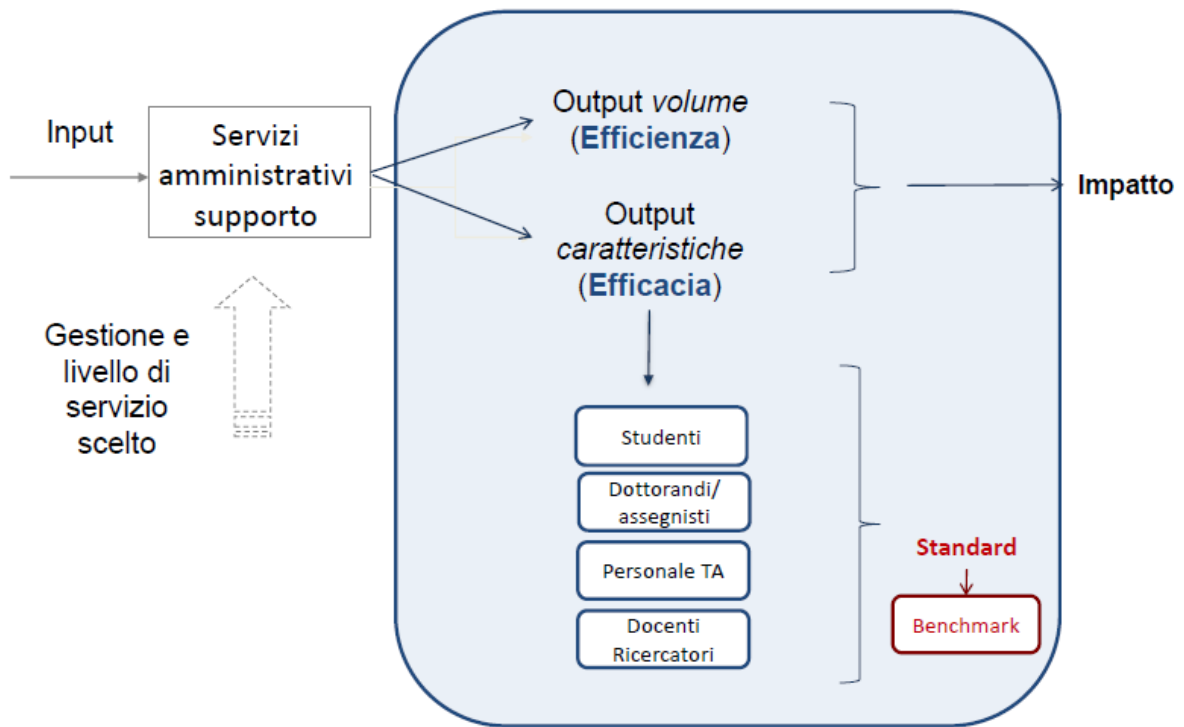 Input
Servizi
amministrativi
supporto
Gestione e
livello di
servizio
scelto
Output volume
(Efficienza)
Output
caratteristiche
(Efficacia)
Impatto
Studenti
Dottorandi/
assegnisti
Personale TA
Docenti
Ricercatori
Standard
Benchmark